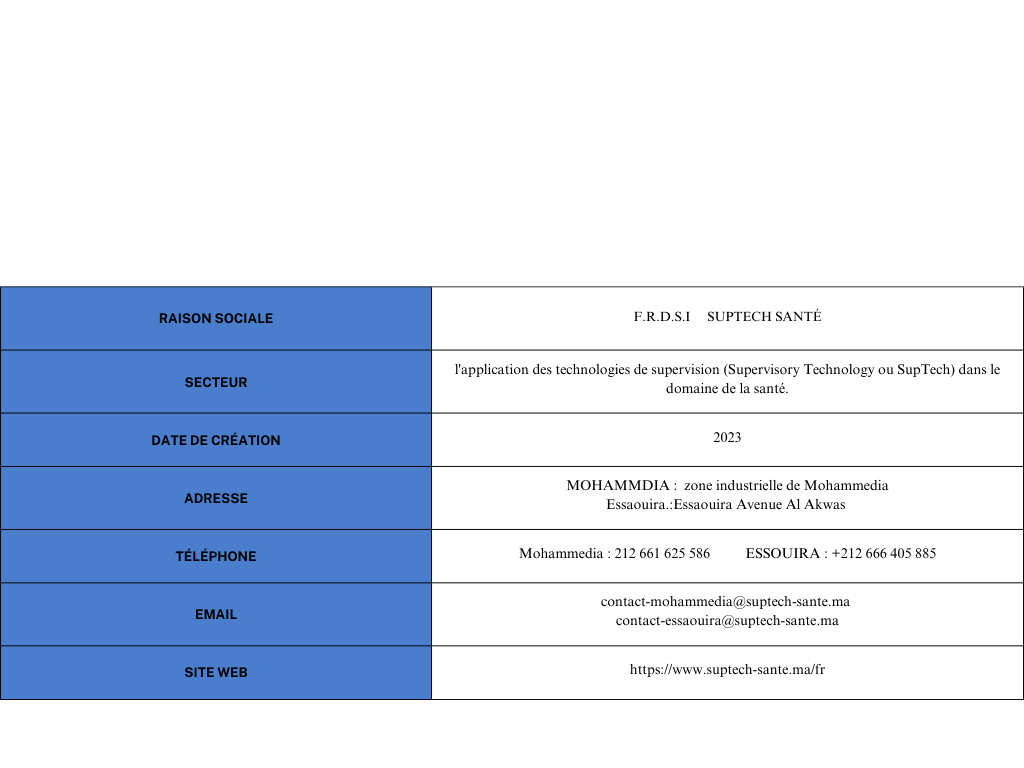 RAISON SOCIALE
F.R.D.S.I SUPTECH SANTÉ
SECTEUR
l'application des technologies de supervision (Supervisory Technology ou SupTech) dans le
domaine de la santé.
DATE DE CRÉATION
2023
ADRESSE
MOHAMMDIA : zone industrielle de Mohammedia
Essaouira.:Essaouira Avenue Al Akwas
TÉLÉPHONE
Mohammedia : 212 661 625 586 ESSOUIRA : +212 666 405 885
EMAIL
contact-mohammedia@suptech-sante.ma
contact-essaouira@suptech-sante.ma
SITE WEB
https://www.suptech-sante.ma/fr